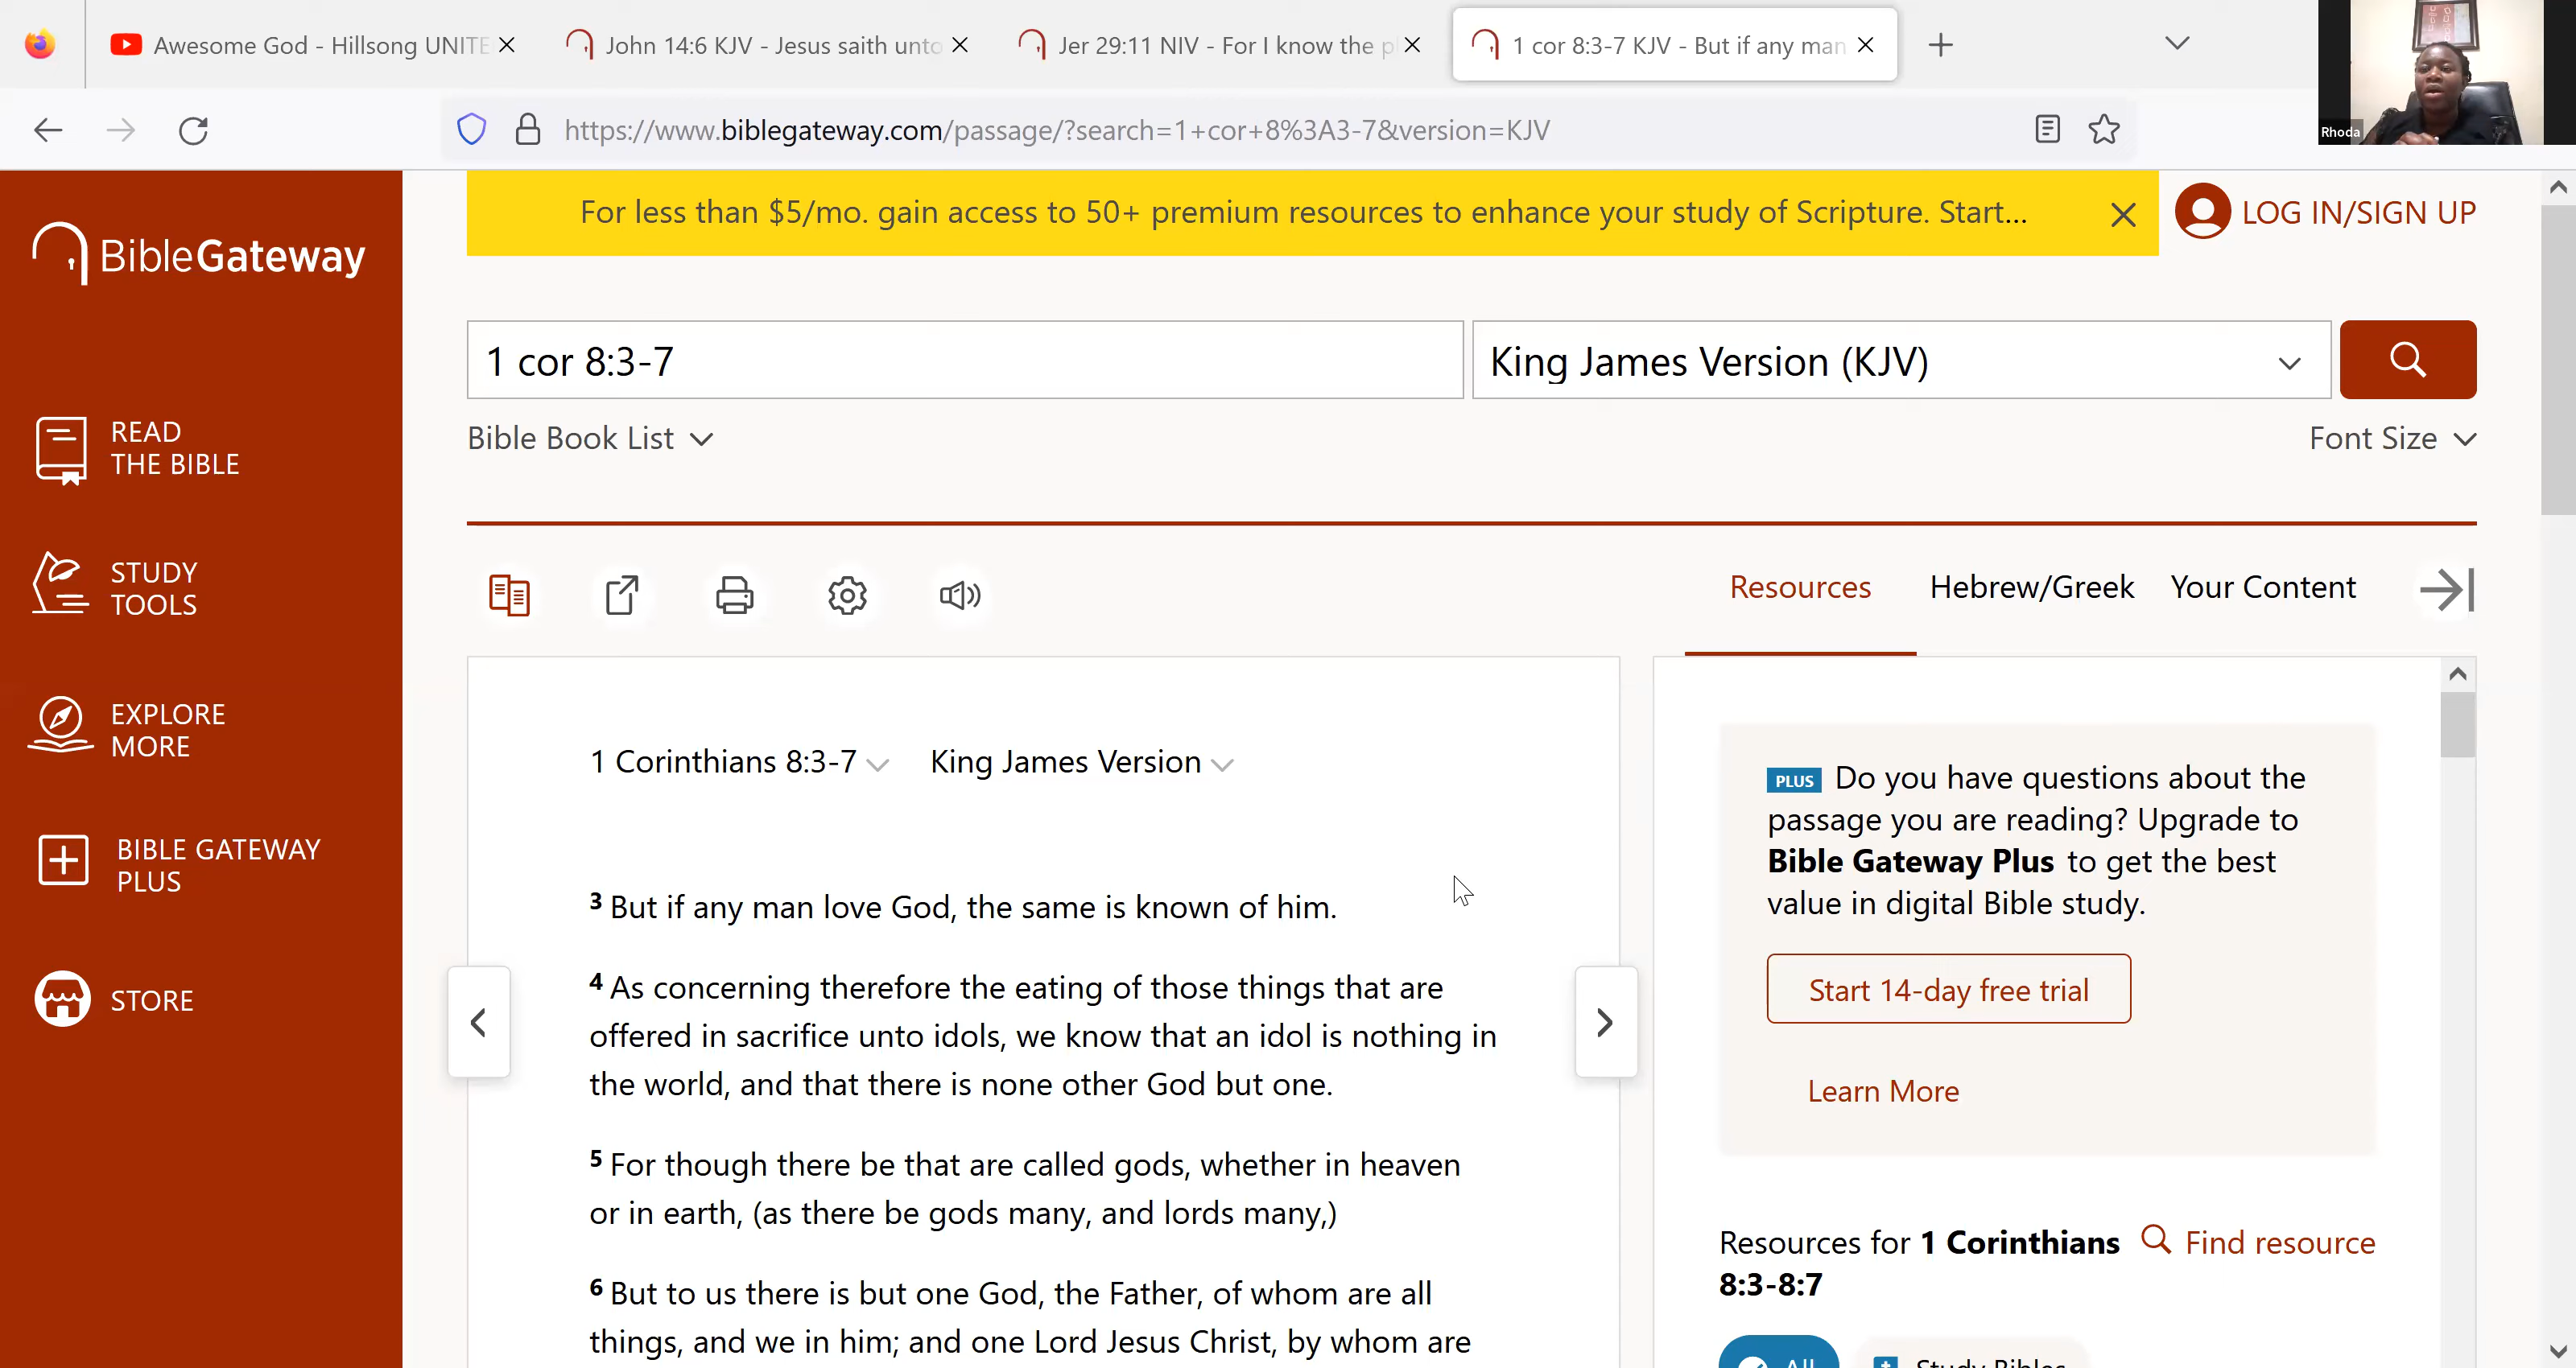 Awesome God - Hillsong UNITE
John 14:6 KJV - Jesus saith unto
Jer 29:11 NIV - For I know the p
1 cor 8:3-7 KJV - But if any man
https://www.biblegateway.com/passage/?search=1+cor+8%3A3-7&version=KJV
Rhoda
BibleGateway
READ
THE BIBLE
STUDY
TOOLS
EXPLORE
MORE
BIBLE GATEWAY
PLUS
STORE
For less than $5/mo. gain access to 50+ premium resources to enhance your study of Scripture. Start...
LOG IN/SIGN UP
1 cor 8:3-7
King James Version (KJV)
Bible Book List
Font Size
Resources
Hebrew/Greek
Your Content
1 Corinthians 8:3-7
King James Version
3 But if any man love God, the same is known of him.
4 As concerning therefore the eating of those things that are
offered in sacrifice unto idols, we know that an idol is nothing in
the world, and that there is none other God but one.
5 For though there be that are called gods, whether in heaven
or in earth, (as there be gods many, and lords many,)
6 But to us there is but one God, the Father, of whom are all
things, and we in him; and one Lord Jesus Christ, by whom are
PLUS Do you have questions about the
passage you are reading? Upgrade to
Bible Gateway Plus to get the best
value in digital Bible study.
Start 14-day free trial
Learn More
Resources for 1 Corinthians
8:3-8:7
Find resource
All
Study Bibles